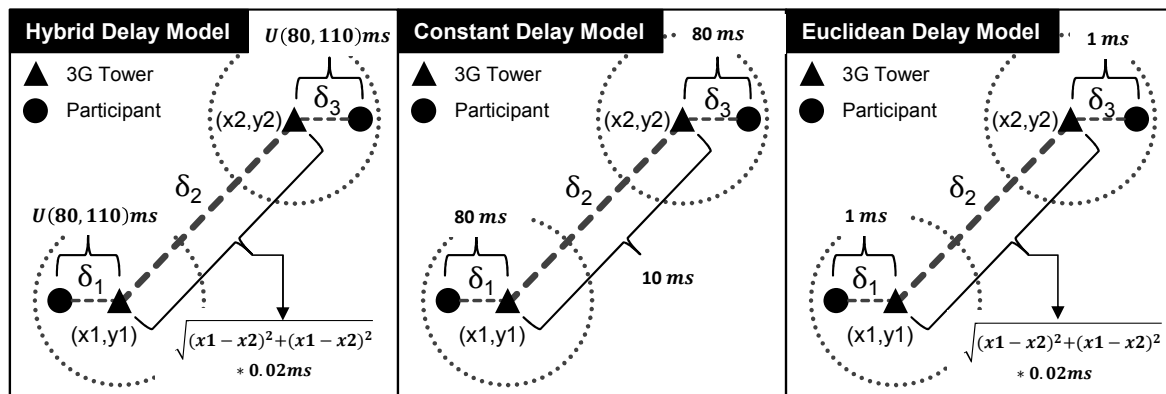 Hybrid Delay Model
U(80, 110)ms
3G Tower
Participant
δ3
(x2,y2)
δ2
U(80, 110)ms
δ1
(x1,y1)
√(x1 − x2)²+(x1 − x2)²
* 0.02ms
Constant Delay Model
80 ms
3G Tower
Participant
δ3
(x2,y2)
δ2
80 ms
δ1
10 ms
(x1,y1)
Euclidean Delay Model
1 ms
3G Tower
Participant
δ3
(x2,y2)
δ2
1 ms
δ1
(x1,y1)
√(x1 − x2)²+(x1 − x2)²
* 0.02ms